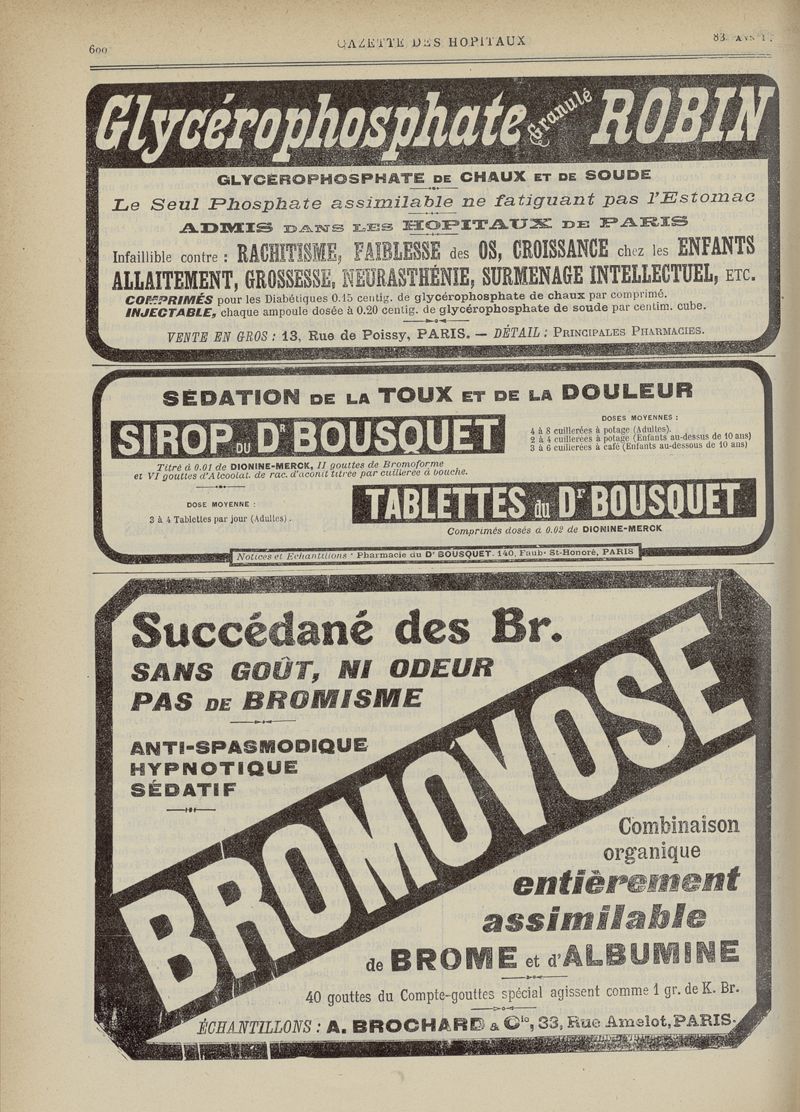 600
GAZETTE DES HOPITAUX
83
Glycérophosphate Granulé ROBIN
GLYCEROPHOSPHATE DE CHAUX ET DE SOUDE
Le Seul Phosphate assimilable ne fatiguant pas l'Estomac
ADMIS DANS LES HOPITAUX DE PARIS
Infaillible contre : RACHITISME, FAIBLESSE des OS, CROISSANCE chez les ENFANTS
ALLAITEMENT, GROSSESSE, NEURASTHÉNIE, SURMENAGE INTELLECTUEL, ETC.
COMPRIMÉS pour les Diabétiques 0.15 centig. de glycérophosphate de chaux par comprimé.
INJECTABLE, chaque ampoule dosée à 0.20 centig. de glycérophosphate de soude par centim. cube.
VENTE EN GROS : 13, Rue de Poissy, PARIS. — DÉTAIL : PRINCIPALES PHARMACIES.
SÉDATION DE LA TOUX ET DE LA DOULEUR
SIROP DU Dr BOUSQUET
DOSES MOYENNES :
4 à 8 cuillerées à potage (Adultes).
2 à 4 cuillerées à potage (Enfants au-dessus de 10 ans)
3 à 6 cuillerées à café (Enfants au-dessous de 10 ans)
Titré à 0.01 de DIONINE-MERCK, II gouttes de Bromoforme
et VI gouttes d'Alcoolat. de rac. d'aconit titrée par cuillerée à bouche.
DOSE MOYENNE :
3 à 4 Tablettes par jour (Adultes).
TABLETTES du Dr BOUSQUET
Comprimés dosés a 0.02 de DIONINE-MERCK
Notices et Echantillons : Pharmacie du Dr BOUSQUET. 140, Faub. St-Honoré, PARIS
Succédané des Br.
SANS GOÛT, NI ODEUR
PAS DE BROMISME
ANTI-SPASMODIQUE
HYPNOTIQUE
SÉDATIF
BROMOVOSE
Combinaison
organique
entièrement
assimilable
de BROME et d'ALBUMINE
40 gouttes du Compte-gouttes spécial agissent comme 1 gr. de K. Br.
ÉCHANTILLONS : A. BROCHARD & Cie, 33, Rue Amelot, PARIS.